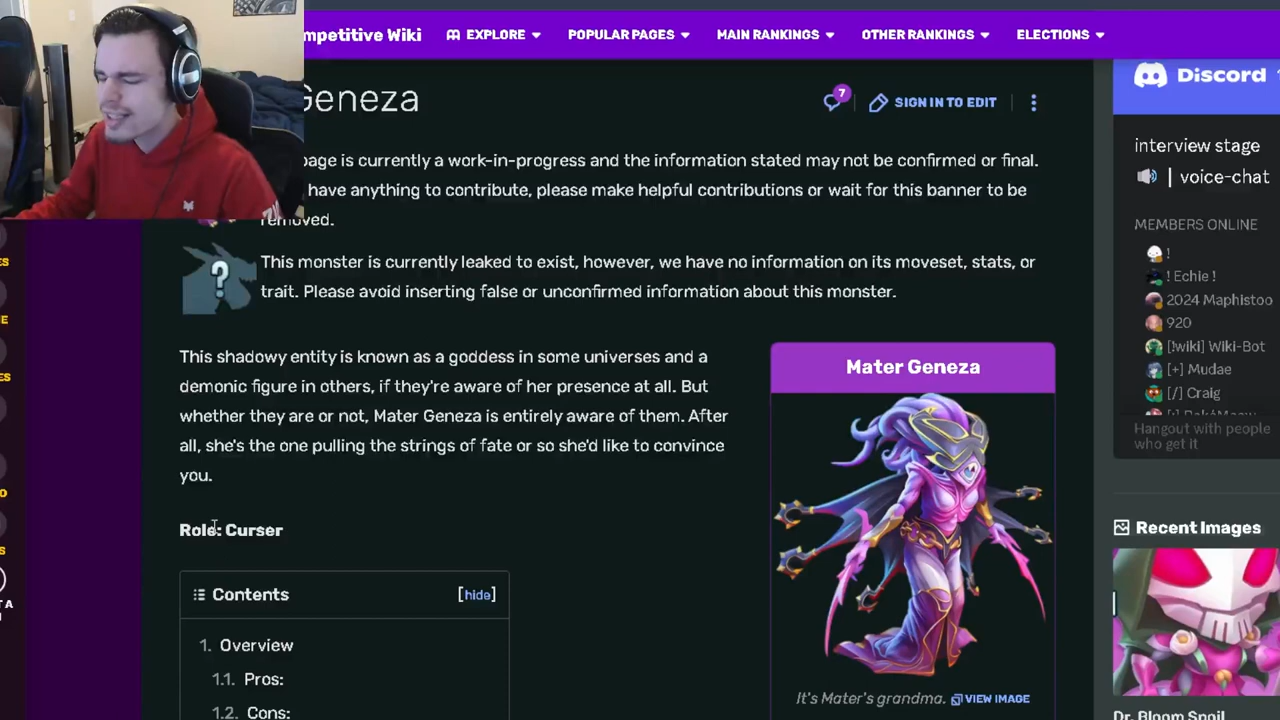 mpetitive Wiki
EXPLORE
POPULAR PAGES
MAIN RANKINGS
OTHER RANKINGS
ELECTIONS
Geneza
7
SIGN IN TO EDIT
page is currently a work-in-progress and the information stated may not be confirmed or final.
have anything to contribute, please make helpful contributions or wait for this banner to be
removed.
This monster is currently leaked to exist, however, we have no information on its moveset, stats, or
trait. Please avoid inserting false or unconfirmed information about this monster.
This shadowy entity is known as a goddess in some universes and a
demonic figure in others, if they're aware of her presence at all. But
whether they are or not, Mater Geneza is entirely aware of them. After
all, she's the one pulling the strings of fate or so she'd like to convince
you.
Role: Curser
Contents
[hide]
1. Overview
1.1. Pros:
1.2. Cons:
Mater Geneza
It's Mater's grandma.
VIEW IMAGE
Discord
interview stage
| voice-chat
MEMBERS ONLINE
!
! Echie !
2024 Maphistoo
920
[!wiki] Wiki-Bot
[+] Mudae
[/] Craig
Hangout with people
who get it
Recent Images
Dr. Bloom Spoil